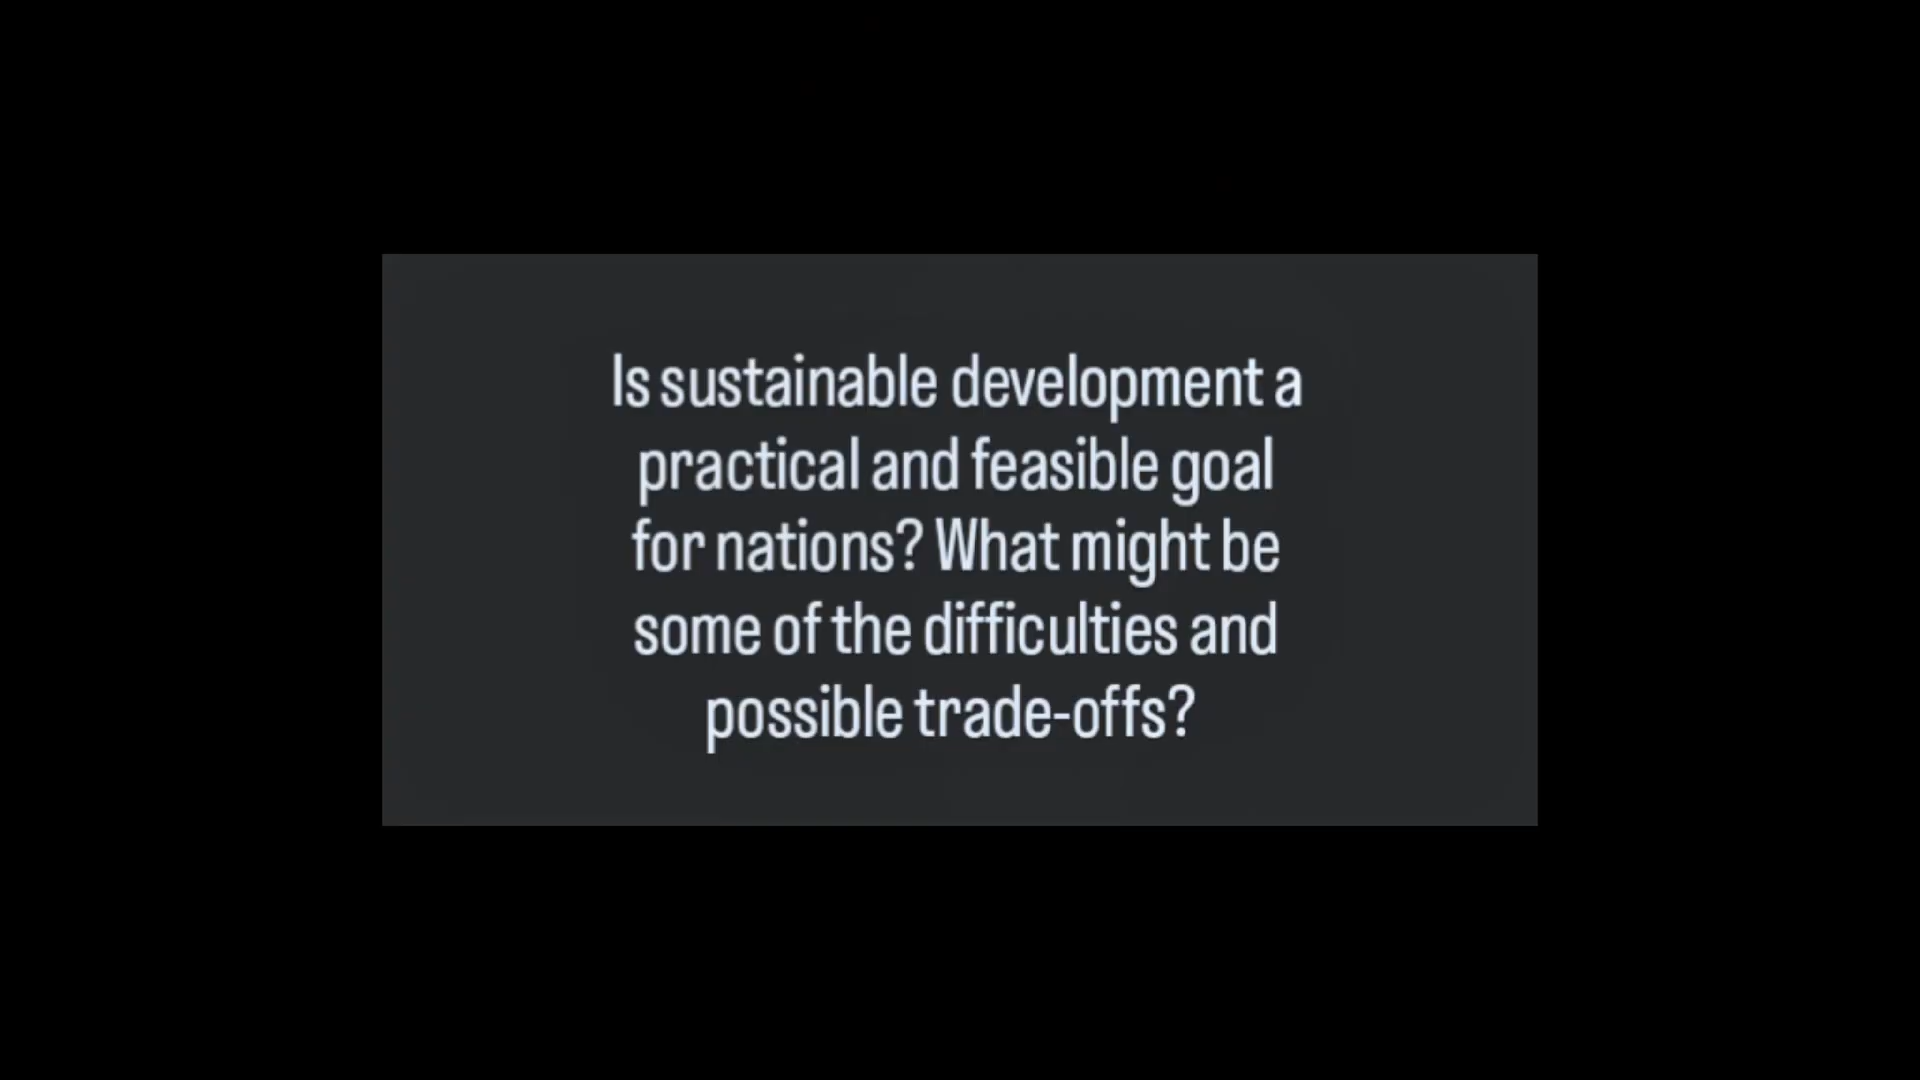 Is sustainable development a
practical and feasible goal
for nations? What might be
some of the difficulties and
possible trade-offs?